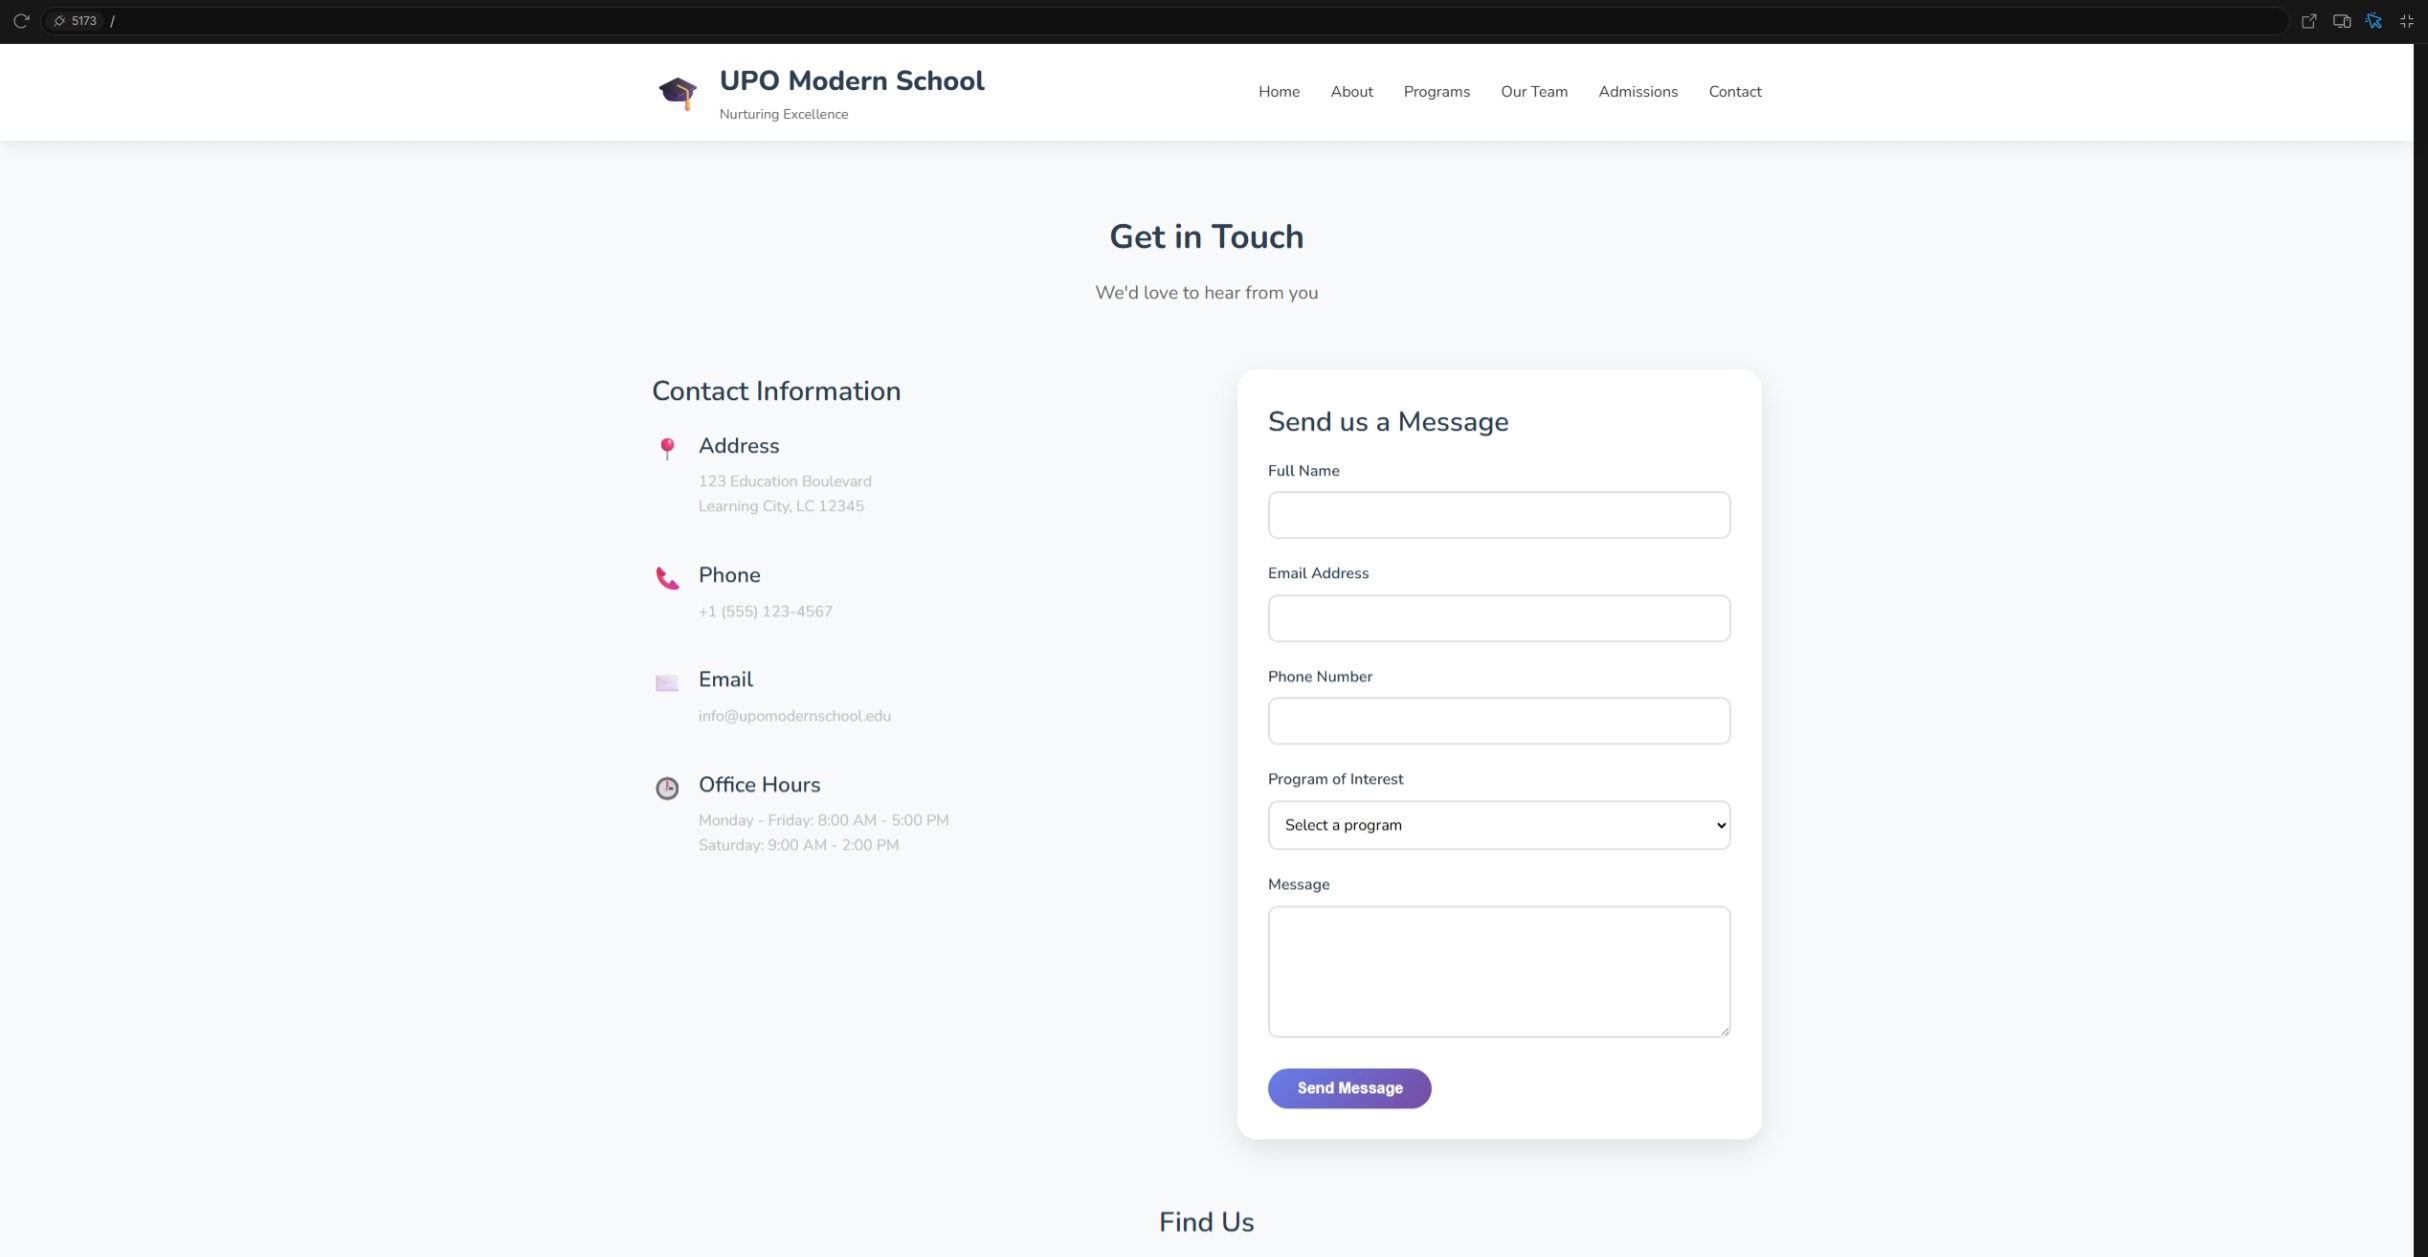 5173 /
UPO Modern School
Nurturing Excellence
Home About Programs Our Team Admissions Contact
Get in Touch
We'd love to hear from you
Contact Information
Address
123 Education Boulevard
Learning City, LC 12345
Phone
+1 (555) 123-4567
Email
info@upomodernschool.edu
Office Hours
Monday - Friday: 8:00 AM - 5:00 PM
Saturday: 9:00 AM - 2:00 PM
Send us a Message
Full Name
Email Address
Phone Number
Program of Interest
Select a program
Message
Send Message
Find Us